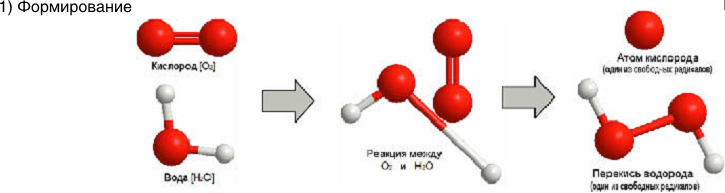 1) Формирование
Кислород [O₂]
Вода [H₂C]
Реакция между
O₂ и H₂O
Атом кислорода
(один из свободных радикалов)
Перекись водорода
(один из свободных радикалов)